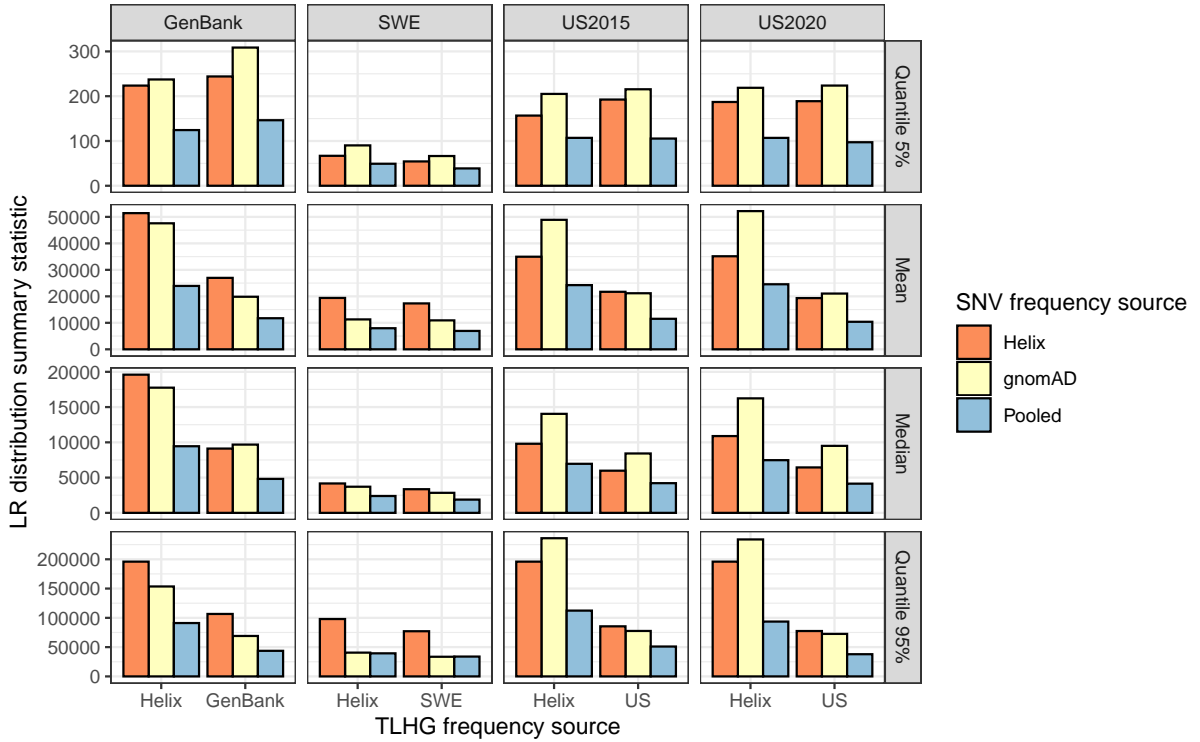 GenBank SWE US2015 US2020
LR distribution summary statistic
300
200
100
0
Quantile 5%
50000
40000
30000
20000
10000
0
Mean
20000
15000
10000
5000
0
Median
200000
150000
100000
50000
0
Quantile 95%
Helix GenBank Helix SWE Helix US Helix US
TLHG frequency source
SNV frequency source
Helix
gnomAD
Pooled